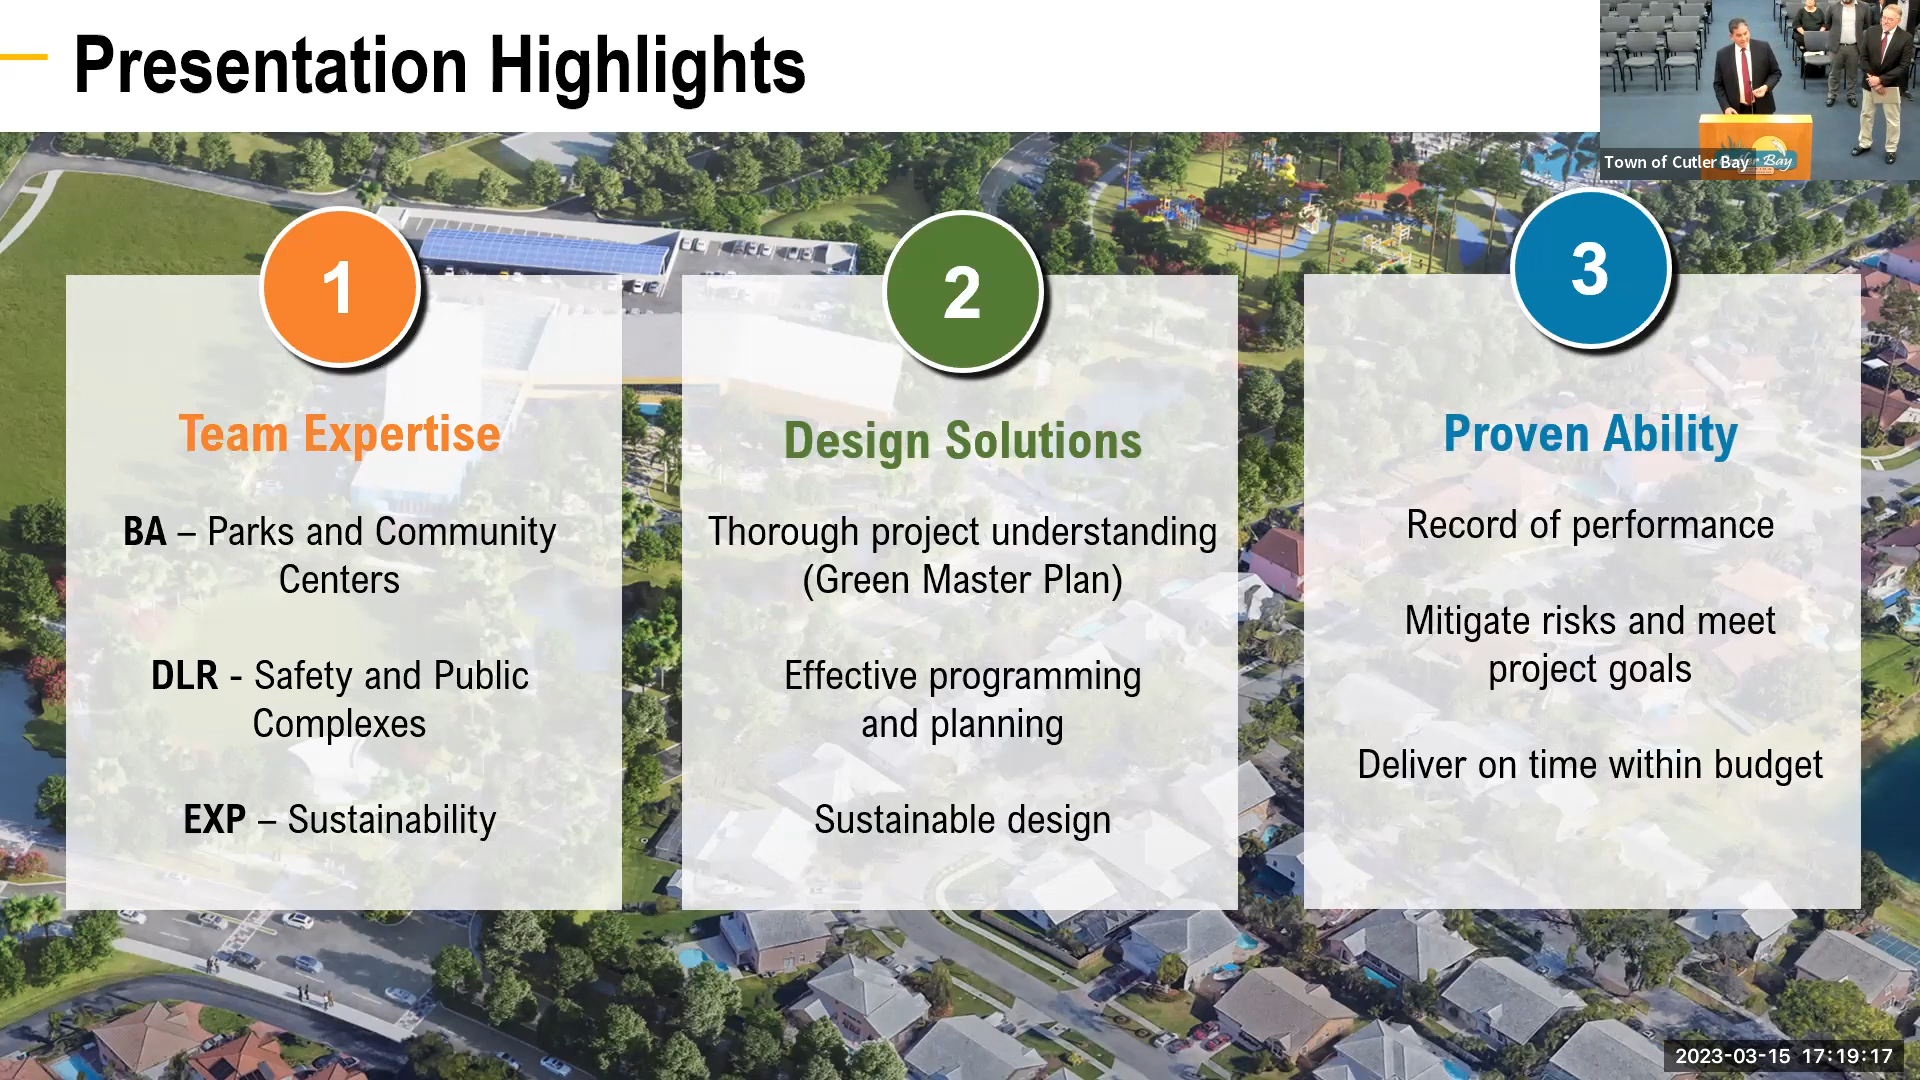 Presentation Highlights
Town of Cutler Bay
Bay
1
Team Expertise
BA – Parks and Community
Centers
DLR - Safety and Public
Complexes
EXP – Sustainability
2
Design Solutions
Thorough project understanding
(Green Master Plan)
Effective programming
and planning
Sustainable design
3
Proven Ability
Record of performance
Mitigate risks and meet
project goals
Deliver on time within budget
2023-03-15 17:19:17